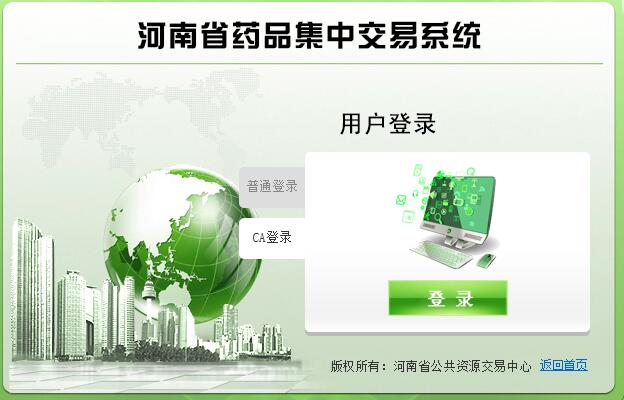 河南省药品集中交易系统
用户登录
普通登录
CA登录
登 录
版权所有：河南省公共资源交易中心 返回首页